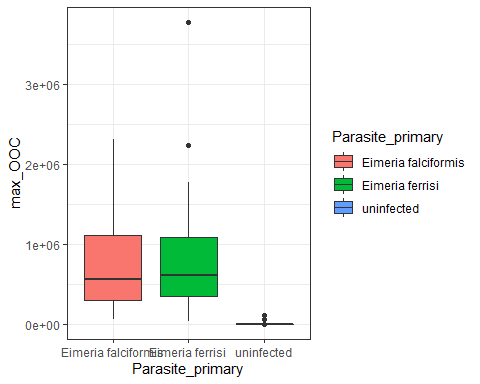 max_OOC
3e+06
2e+06
1e+06
0e+00
Eimeria falciformis
Eimeria ferrisi
uninfected
Parasite_primary
Parasite_primary
Eimeria falciformis
Eimeria ferrisi
uninfected